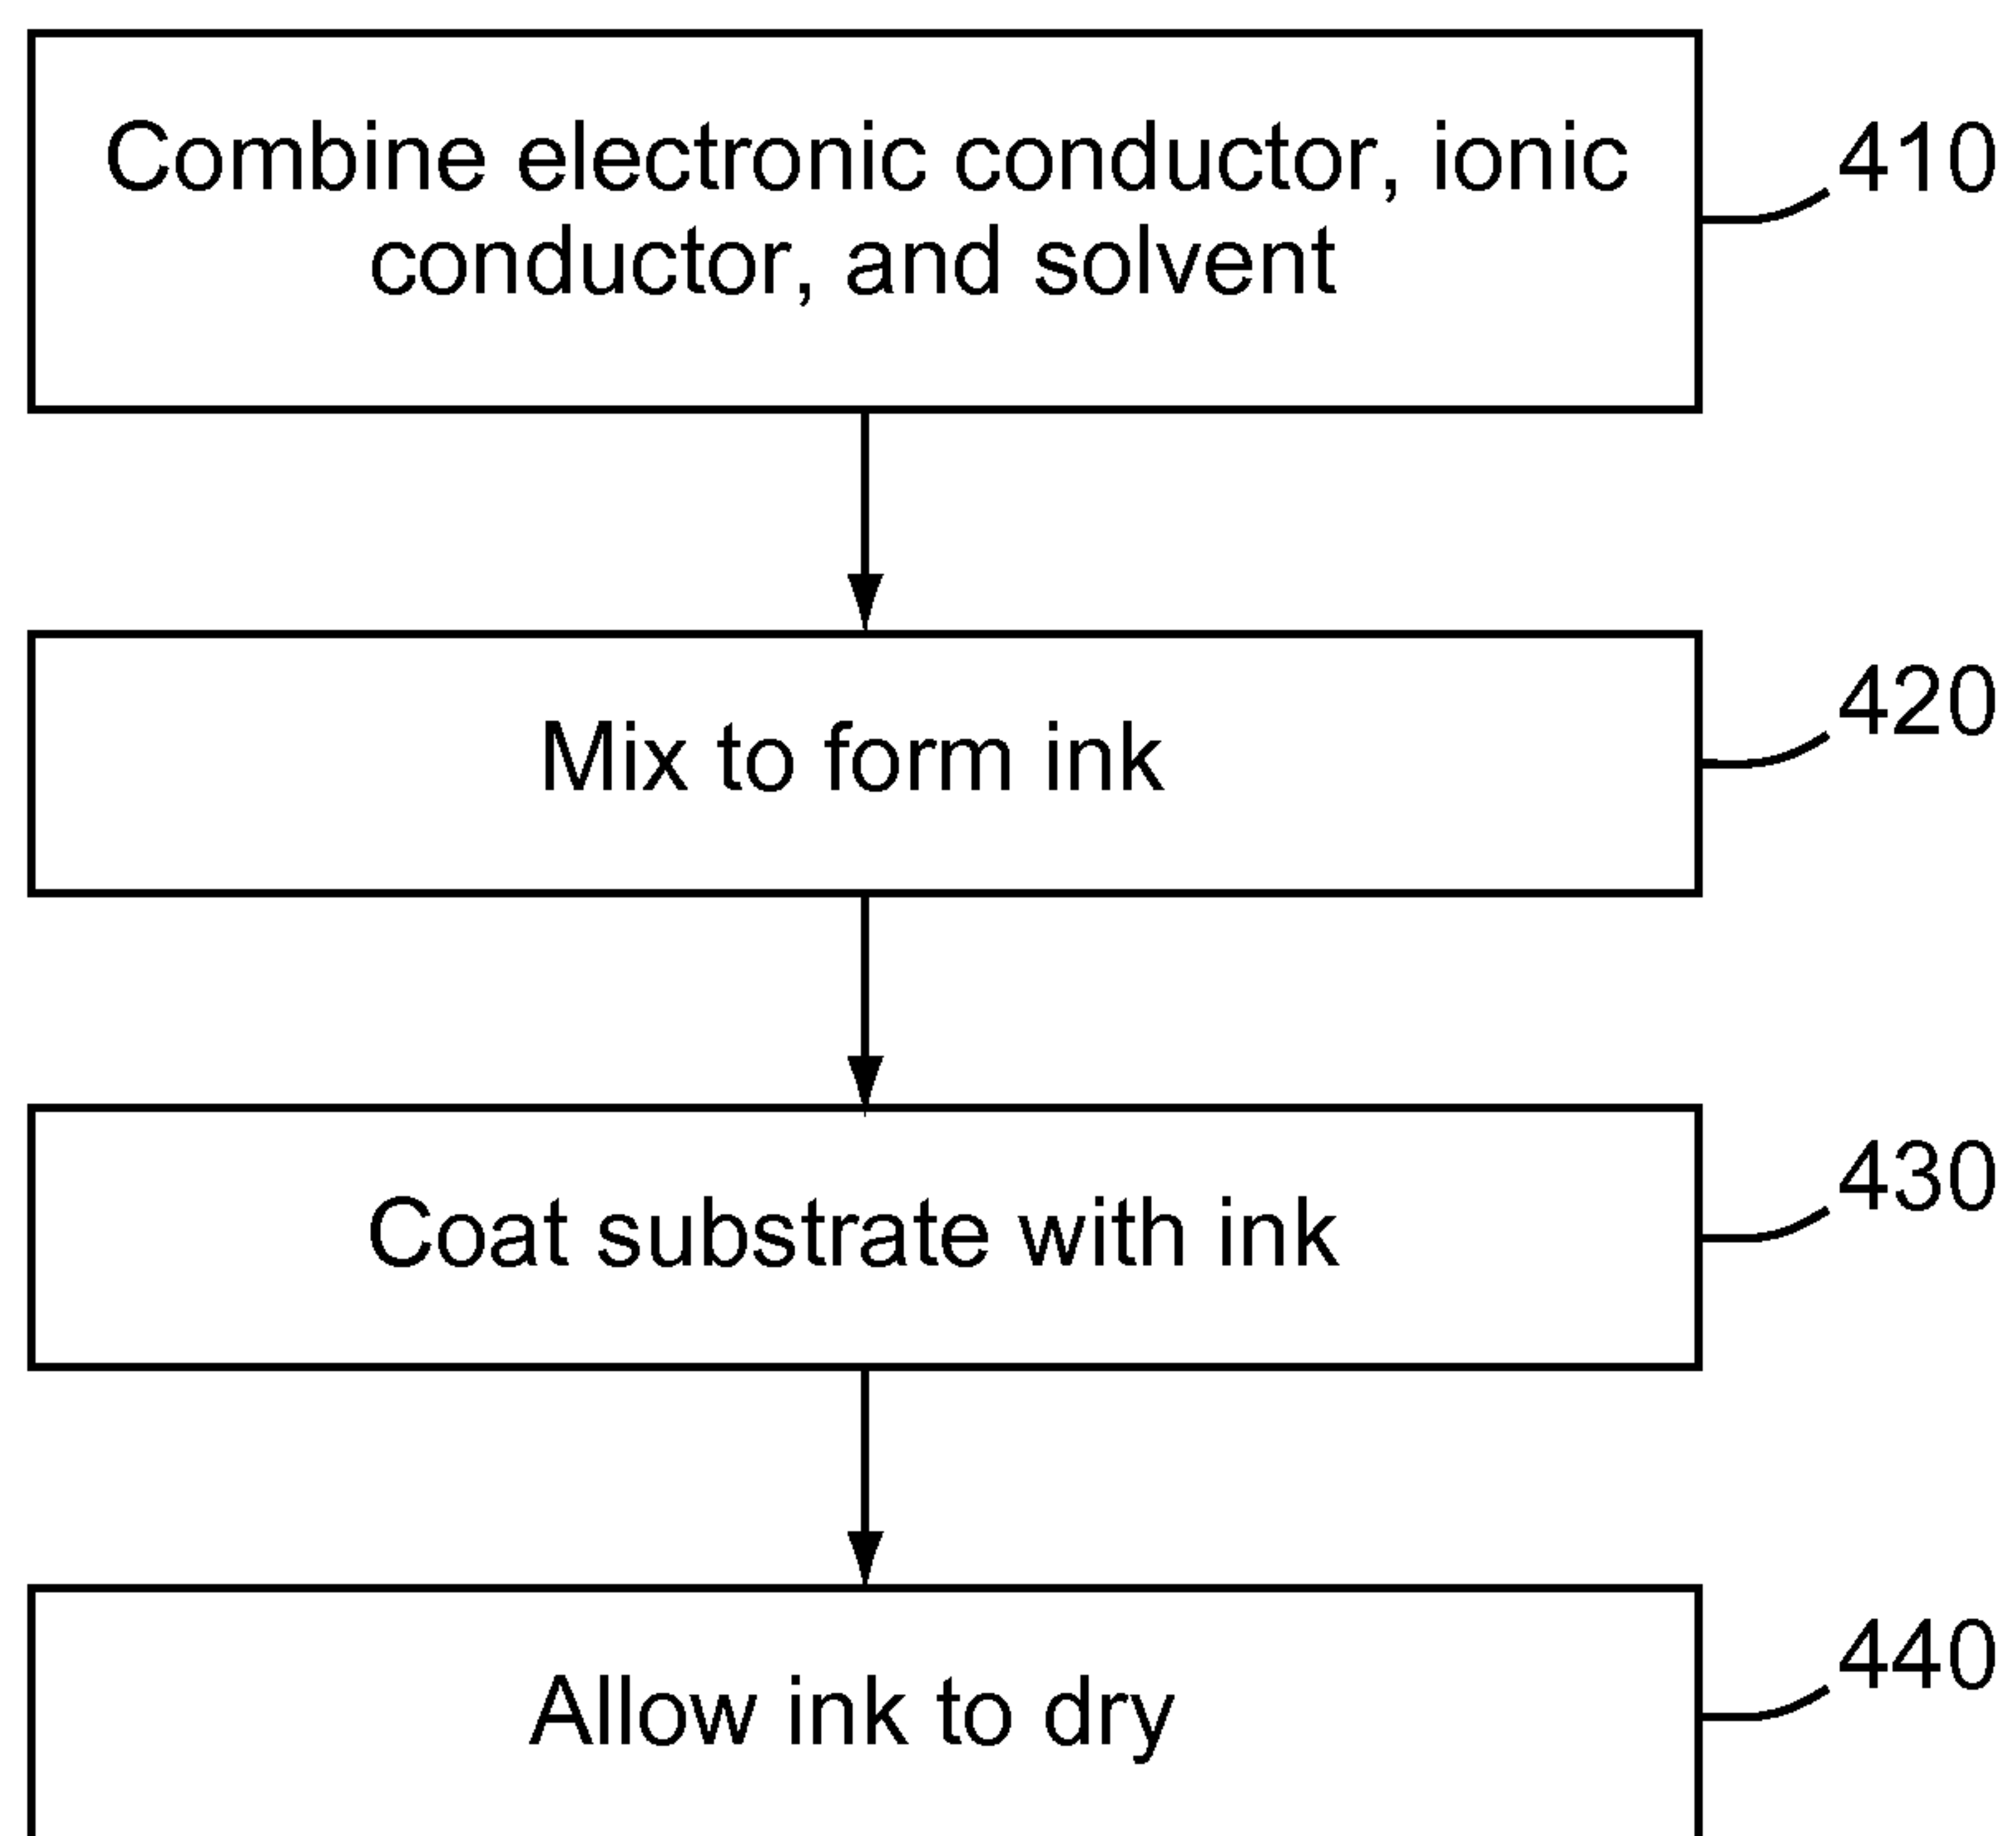 Combine electronic conductor, ionic
conductor, and solvent
410
Mix to form ink
420
Coat substrate with ink
430
Allow ink to dry
440